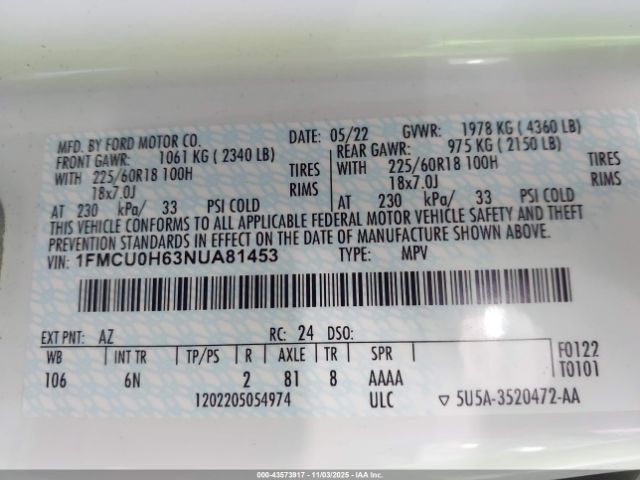 MFD. BY FORD MOTOR CO. DATE: 05/22 GVWR: 1978 KG ( 4360 LB)
FRONT GAWR: 1061 KG ( 2340 LB) REAR GAWR: 975 KG ( 2150 LB)
WITH 225/60R18 100H TIRES WITH 225/60R18 100H TIRES
18x7.0J RIMS 18x7.0J RIMS
AT 230 kPa/ 33 PSI COLD AT 230 kPa/ 33 PSI COLD
THIS VEHICLE CONFORMS TO ALL APPLICABLE FEDERAL MOTOR VEHICLE SAFETY AND THEFT
PREVENTION STANDARDS IN EFFECT ON THE DATE OF MANUFACTURE SHOWN ABOVE.
VIN: 1FMCU0H63NUA81453 TYPE: MPV
EXT PNT: AZ RC: 24 DSO:
WB INT TR TP/PS R AXLE TR SPR F0122
106 6N 2 81 8 AAAA T0101
1202205054974 ULC ▽ 5U5A-3520472-AA
000-43573917 - 11/03/2025 - IAA, Inc.